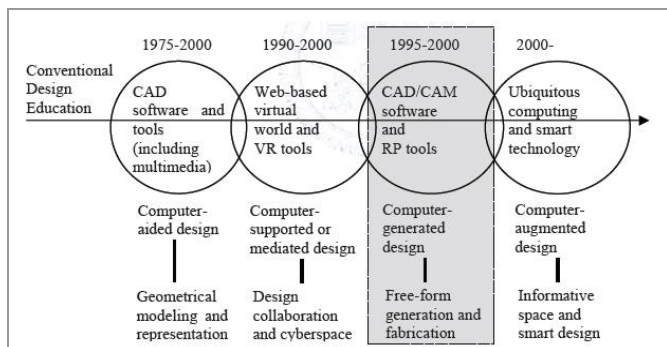 1975-2000
1990-2000
1995-2000
2000-
Conventional
Design
Education
CAD
software and
tools
(including
multimedia)
Web-based
virtual
world and
VR tools
CAD/CAM
software
and
RP tools
Ubiquitous
computing
and smart
technology
Computer-
aided design
Computer-
supported or
mediated design
Computer-
generated
design
Computer-
augmented
design
Geometrical
modeling and
representation
Design
collaboration
and cyberspace
Free-form
generation and
fabrication
Informative
space and
smart design